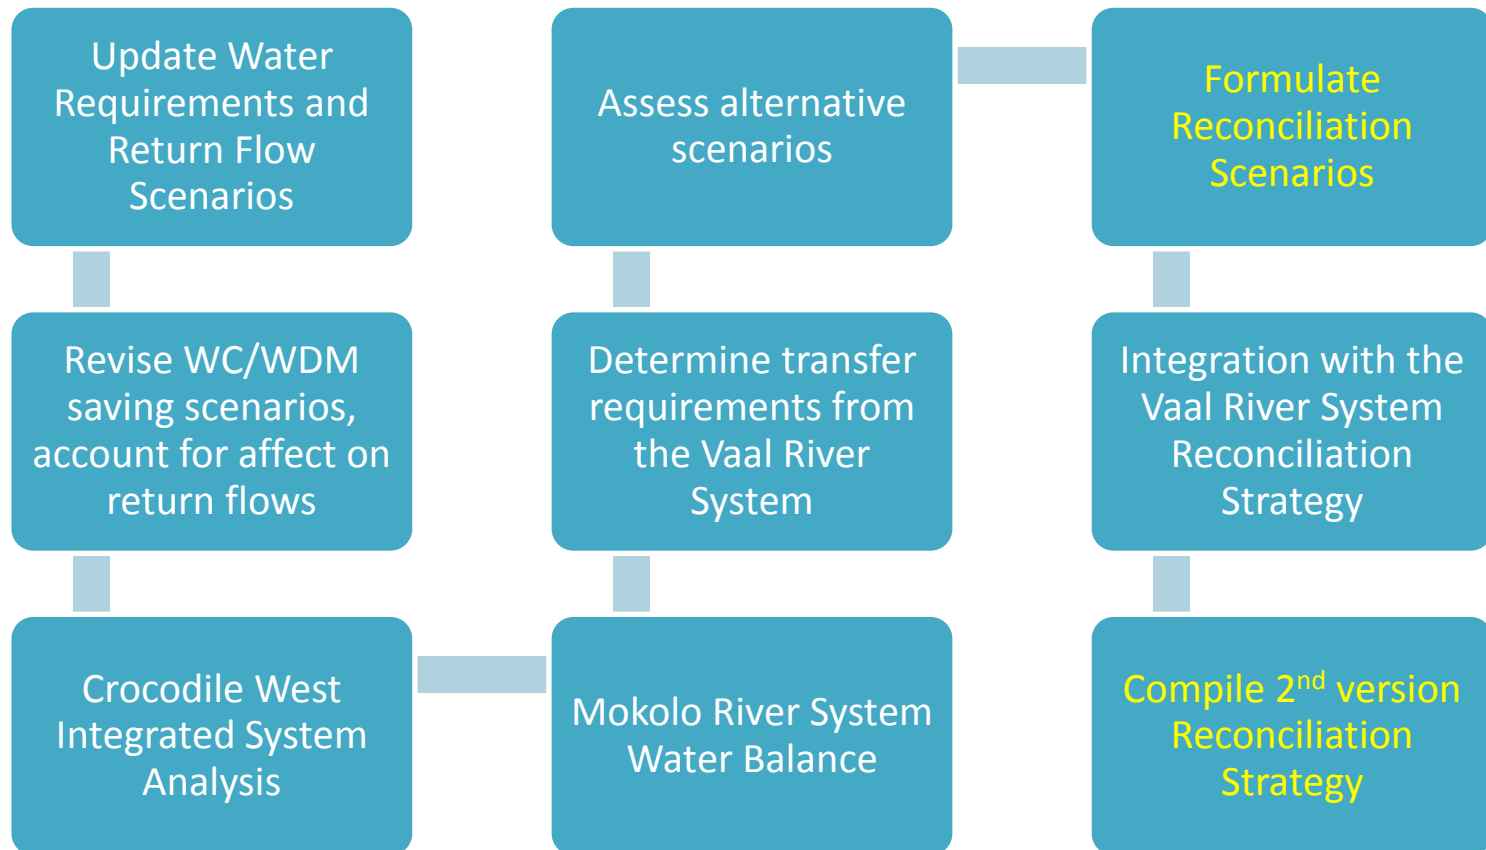 Update Water
Requirements and
Return Flow
Scenarios
Revise WC/WDM
saving scenarios,
account for affect on
return flows
Crocodile West
Integrated System
Analysis
Mokolo River System
Water Balance
Determine transfer
requirements from
the Vaal River
System
Assess alternative
scenarios
Formulate
Reconciliation
Scenarios
Integration with the
Vaal River System
Reconciliation
Strategy
Compile 2nd version
Reconciliation
Strategy